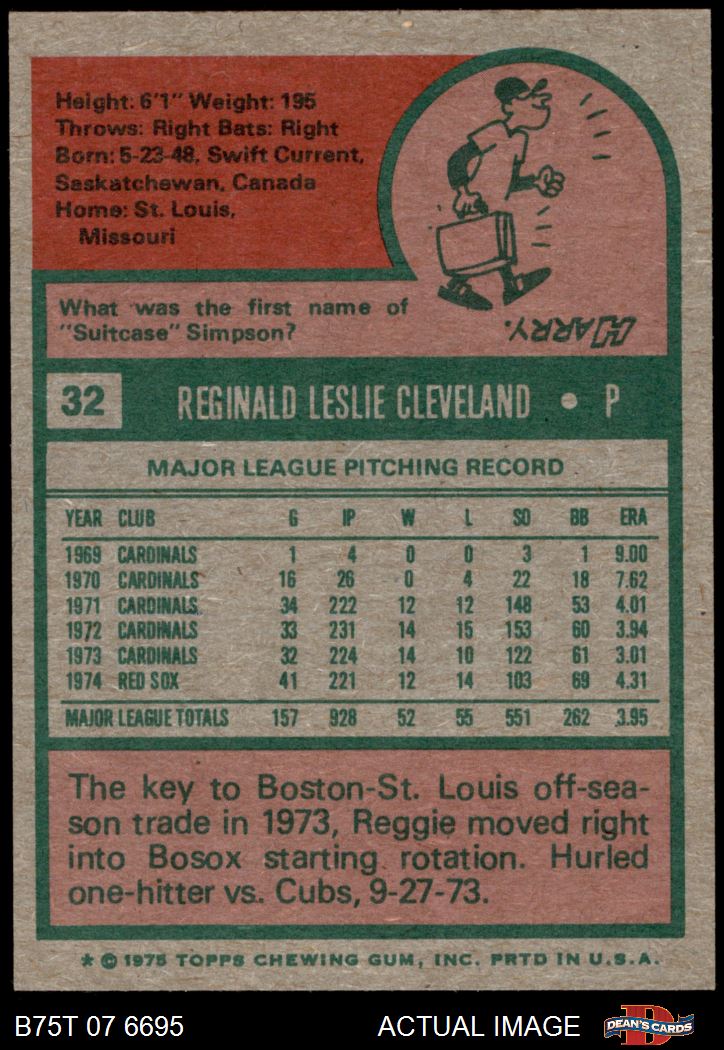 Height: 6'1" Weight: 195
Throws: Right Bats: Right
Born: 5-23-48, Swift Current,
Saskatchewan, Canada
Home: St. Louis,
Missouri
What was the first name of
"Suitcase" Simpson?
HARRY.
32 REGINALD LESLIE CLEVELAND • P
MAJOR LEAGUE PITCHING RECORD
YEAR CLUB G IP W L SO BB ERA
1969 CARDINALS 1 4 0 0 3 1 9.00
1970 CARDINALS 16 26 0 4 22 18 7.62
1971 CARDINALS 34 222 12 12 148 53 4.01
1972 CARDINALS 33 231 14 15 153 60 3.94
1973 CARDINALS 32 224 14 10 122 61 3.01
1974 RED SOX 41 221 12 14 103 69 4.31
MAJOR LEAGUE TOTALS 157 928 52 55 551 262 3.95
The key to Boston-St. Louis off-sea-
son trade in 1973, Reggie moved right
into Bosox starting rotation. Hurled
one-hitter vs. Cubs, 9-27-73.
* © 1975 TOPPS CHEWING GUM, INC. PRTD IN U.S.A.
B75T 07 6695 ACTUAL IMAGE D DEAN'S CARDS